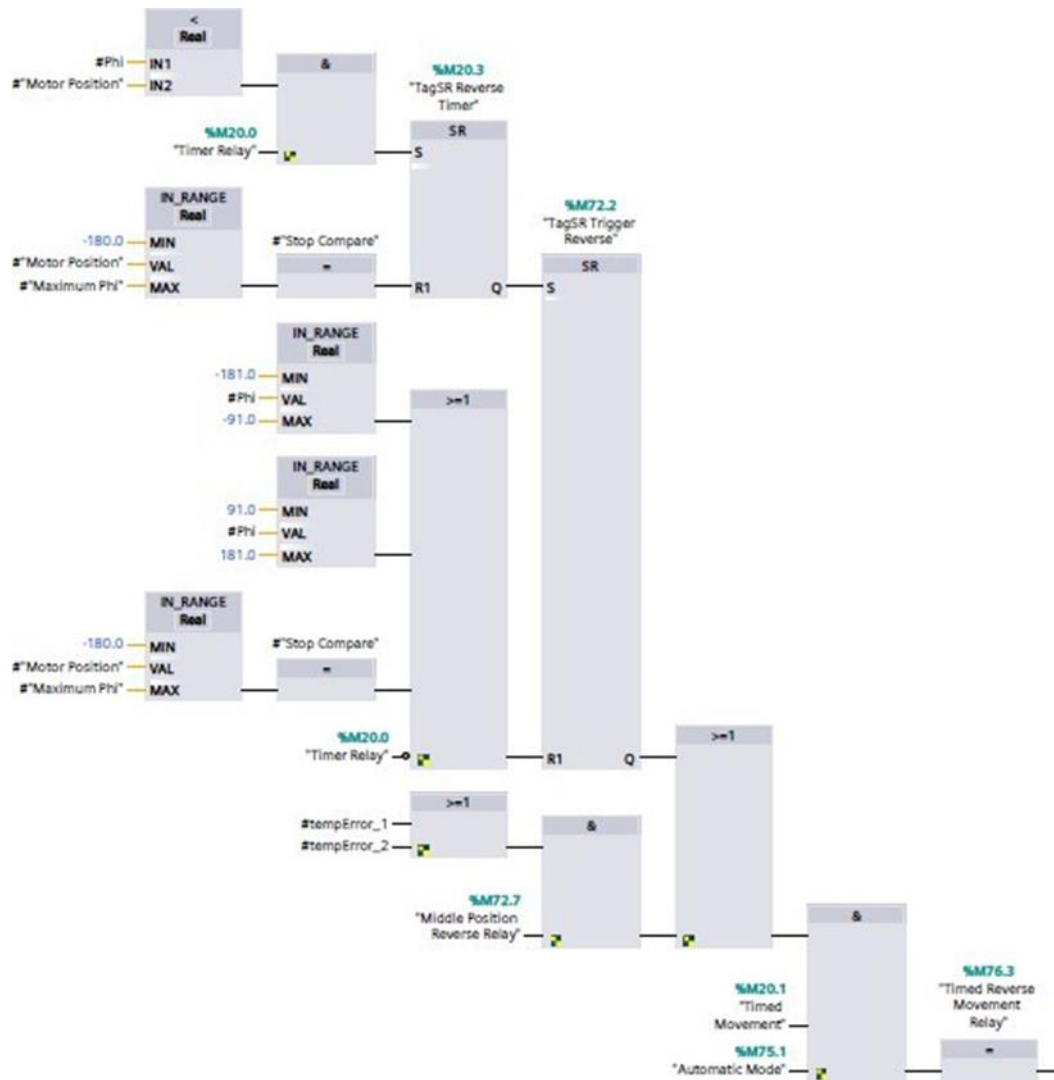 <
Real
#Phi IN1
#"Motor Position" IN2
&
%M20.0
"Timer Relay"
%M20.3
"TagSR Reverse
Timer"
SR
S
IN_RANGE
Real
-180.0 MIN
#"Motor Position" VAL
#"Maximum Phi" MAX
#"Stop Compare"
=
R1 Q
%M72.2
"TagSR Trigger
Reverse"
SR
S
IN_RANGE
Real
-181.0 MIN
#Phi VAL
-91.0 MAX
>=1
IN_RANGE
Real
91.0 MIN
#Phi VAL
181.0 MAX
IN_RANGE
Real
-180.0 MIN
#"Motor Position" VAL
#"Maximum Phi" MAX
#"Stop Compare"
=
%M20.0
"Timer Relay"
R1 Q
>=1
>=1
#tempError_1
#tempError_2
&
%M72.7
"Middle Position
Reverse Relay"
&
%M20.1
"Timed
Movement"
%M75.1
"Automatic Mode"
%M76.3
"Timed Reverse
Movement
Relay"
=